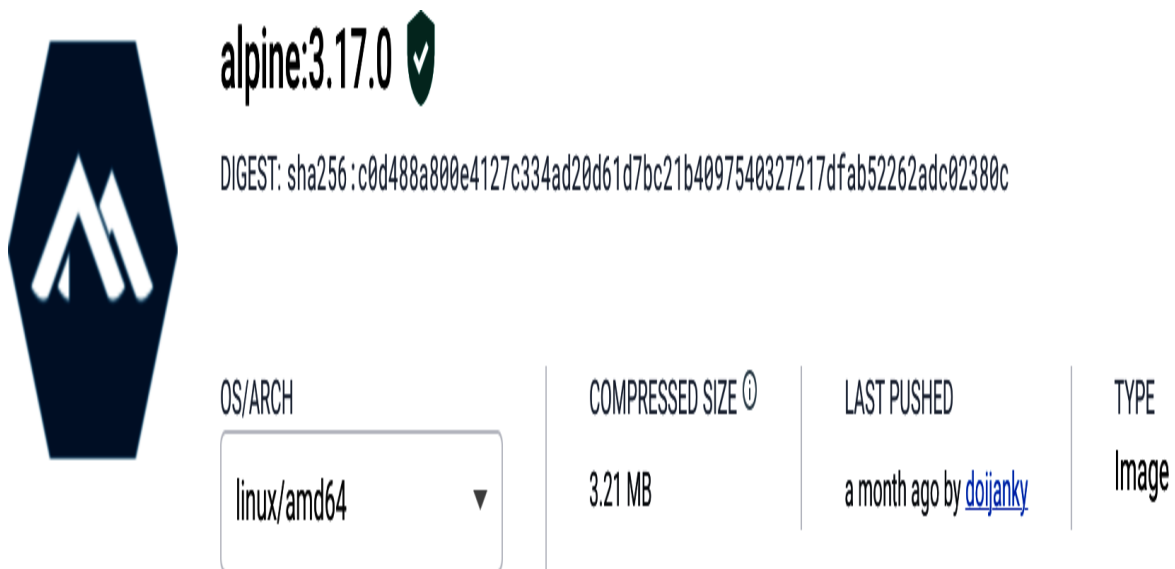 alpine:3.17.0
DIGEST: sha256:c0d488a800e4127c334ad20d61d7bc21b4097540327217dfab52262adc02380c
OS/ARCH
linux/amd64
COMPRESSED SIZE
3.21 MB
LAST PUSHED
a month ago by doijanky
TYPE
Image